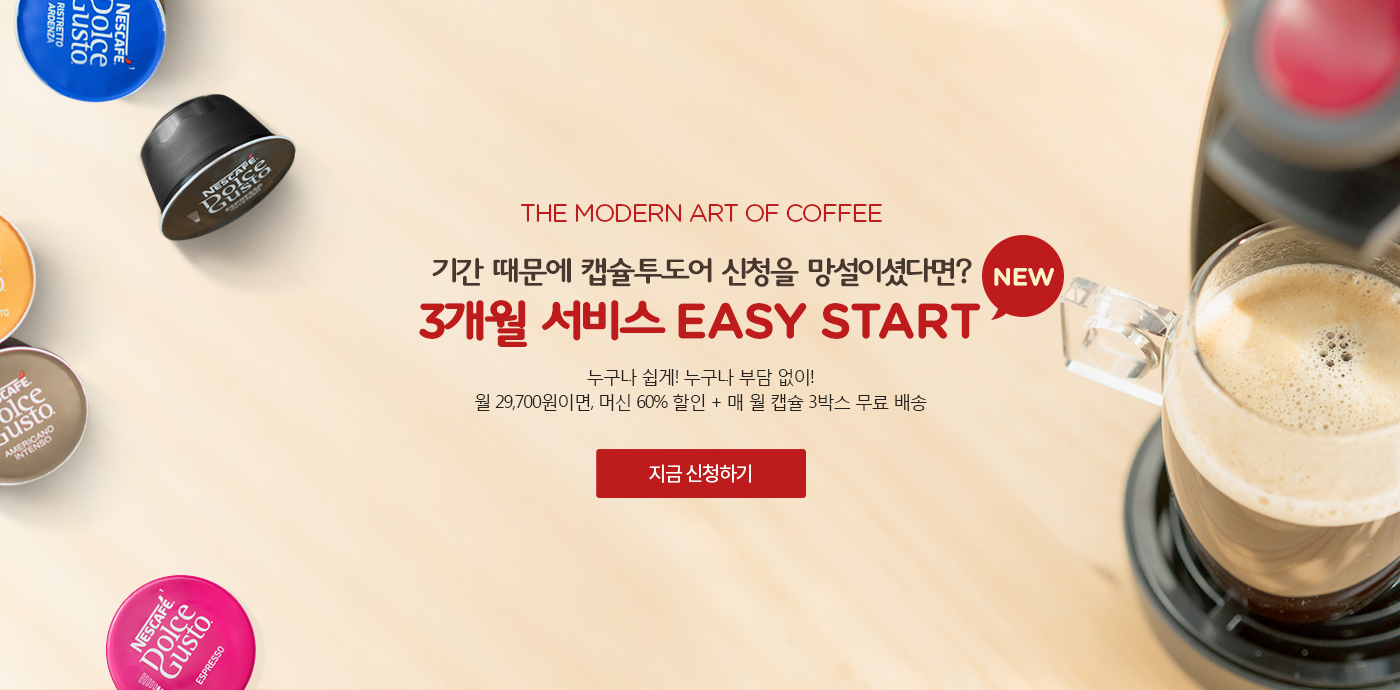 NESCAFÉ
Dolce
Gusto
RISTRETTO
ARDENZA
NESCAFÉ
DOLCE
GUSTO
THE MODERN ART OF COFFEE
기간 때문에 캡슐투도어 신청을 망설이셨다면?
NEW
3개월 서비스 EASY START
누구나 쉽게! 누구나 부담 없이!
월 29,700원이면, 머신 60% 할인 + 매 월 캡슐 3박스 무료 배송
지금 신청하기
AMERICANO
INTENSO
NESCAFÉ
Dolce
Gusto
ESPRESSO